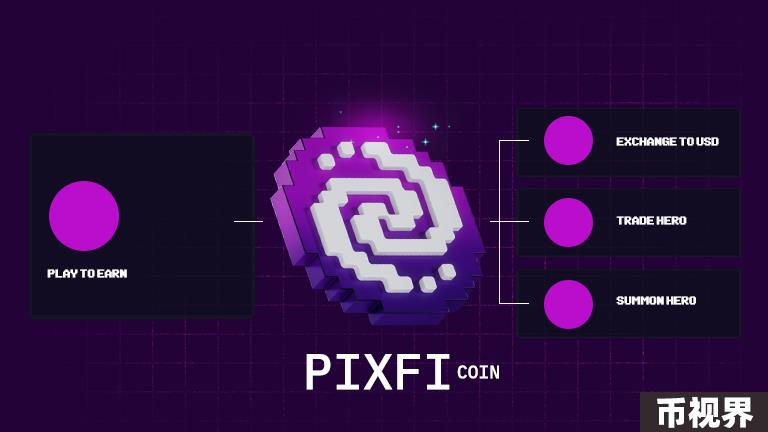 PLAY TO EARN
EXCHANGE TO USD
TRADE HERO
SUMMON HERO
PIXFI COIN
币视界